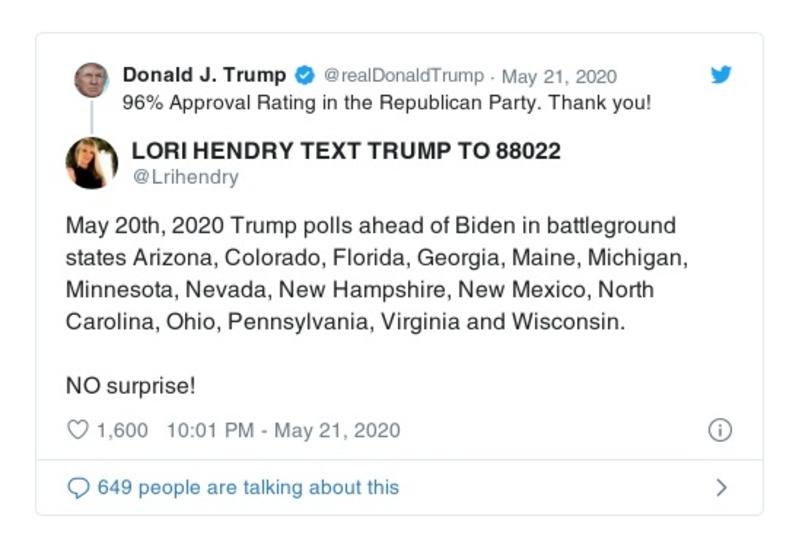 Donald J. Trump @realDonaldTrump · May 21, 2020
96% Approval Rating in the Republican Party. Thank you!
LORI HENDRY TEXT TRUMP TO 88022
@Lrihendry
May 20th, 2020 Trump polls ahead of Biden in battleground
states Arizona, Colorado, Florida, Georgia, Maine, Michigan,
Minnesota, Nevada, New Hampshire, New Mexico, North
Carolina, Ohio, Pennsylvania, Virginia and Wisconsin.
NO surprise!
1,600 10:01 PM - May 21, 2020
649 people are talking about this